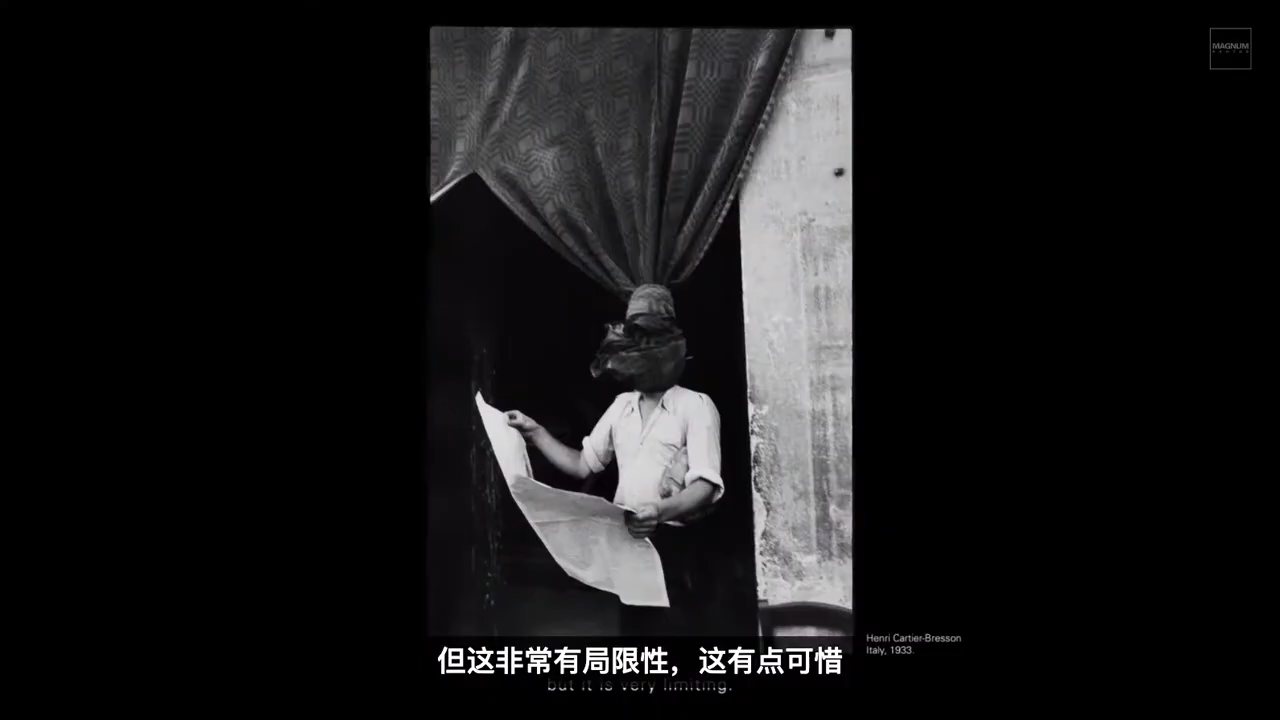 MAGNUM
PHOTOS
Henri Cartier-Bresson
Italy, 1933.
但这非常有局限性，这有点可惜
but it is very limiting.